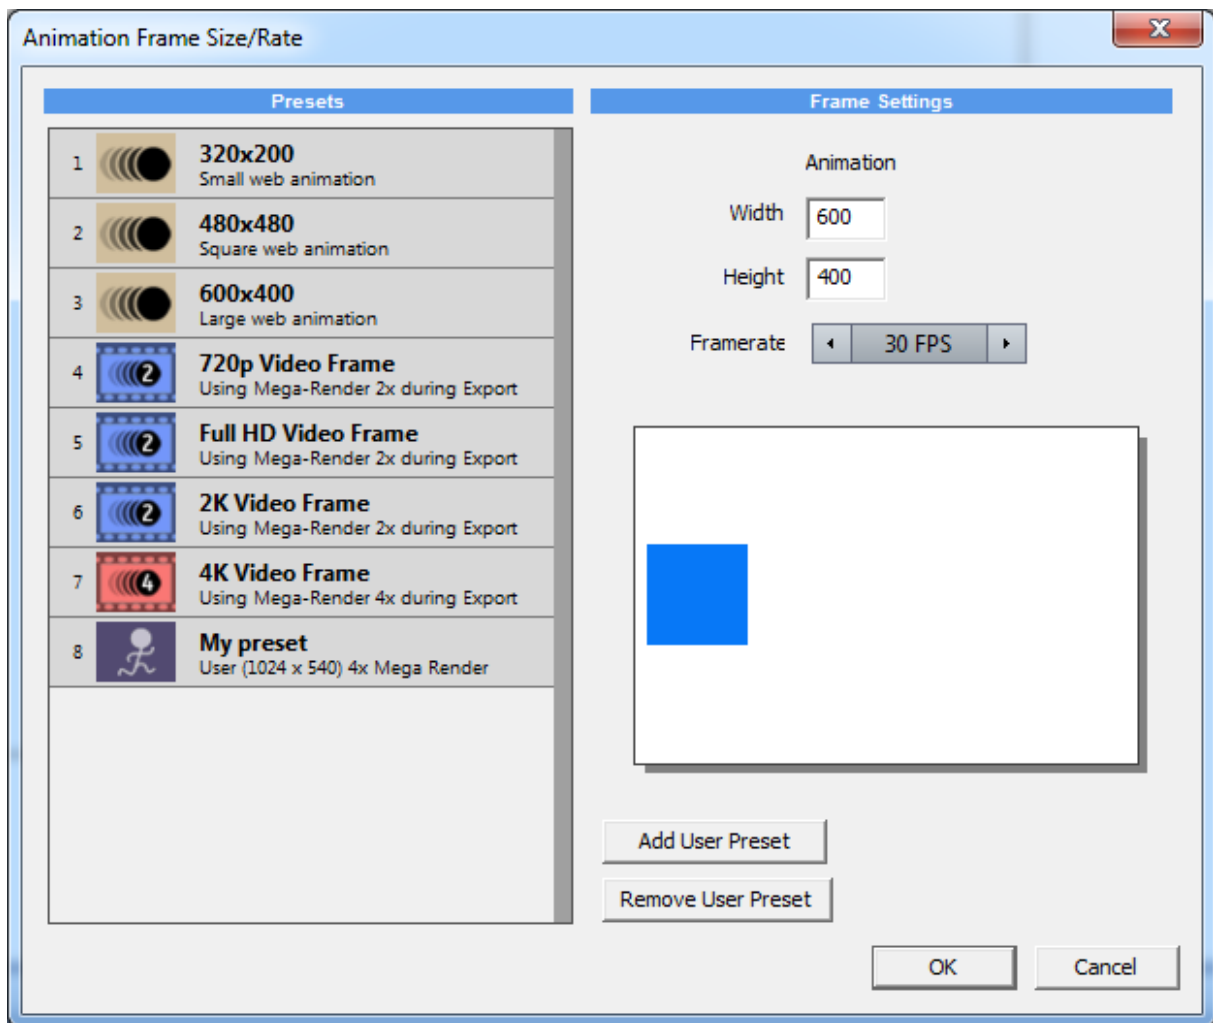 Animation Frame Size/Rate
Presets
1
320x200
Small web animation
2
480x480
Square web animation
3
600x400
Large web animation
4
2
720p Video Frame
Using Mega-Render 2x during Export
5
2
Full HD Video Frame
Using Mega-Render 2x during Export
6
2
2K Video Frame
Using Mega-Render 2x during Export
7
4
4K Video Frame
Using Mega-Render 4x during Export
8
My preset
User (1024 x 540) 4x Mega Render
Frame Settings
Animation
Width 600
Height 400
Framerate 30 FPS
Add User Preset
Remove User Preset
OK Cancel